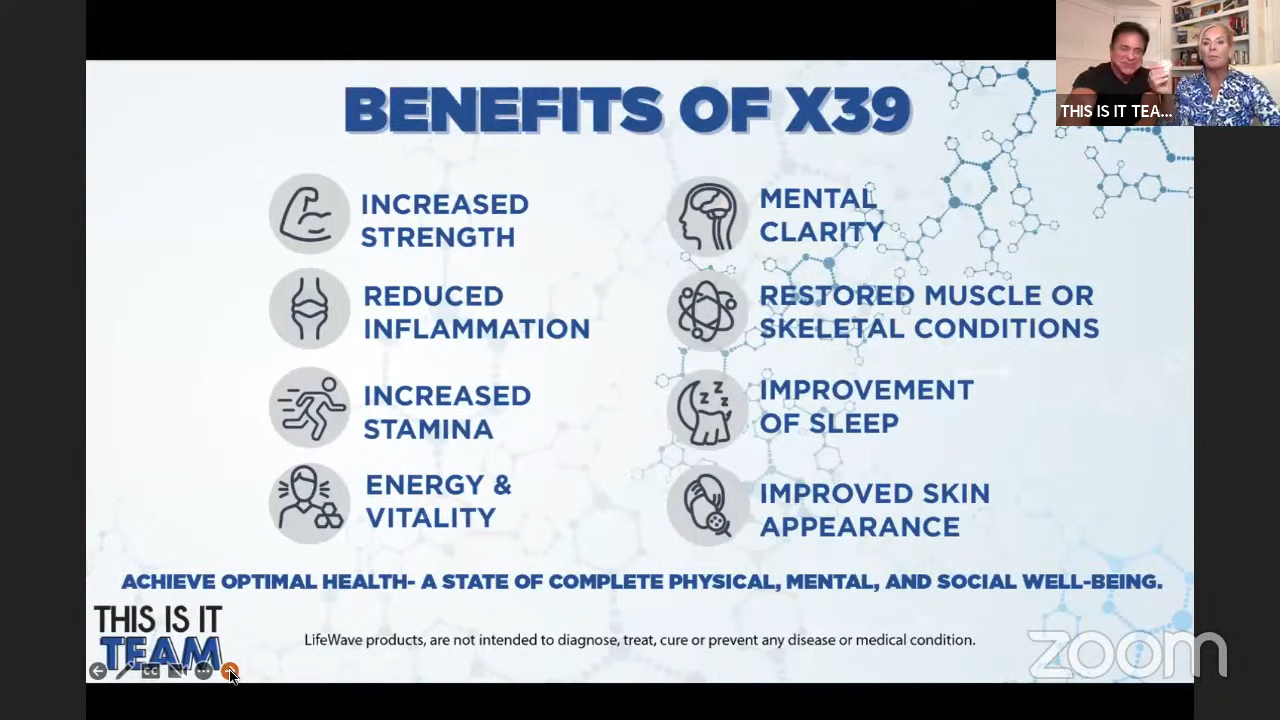 BENEFITS OF X39
THIS IS IT TEA...
INCREASED
STRENGTH
REDUCED
INFLAMMATION
INCREASED
STAMINA
ENERGY &
VITALITY
MENTAL
CLARITY
RESTORED MUSCLE OR
SKELETAL CONDITIONS
Z Z Z
IMPROVEMENT
OF SLEEP
IMPROVED SKIN
APPEARANCE
ACHIEVE OPTIMAL HEALTH- A STATE OF COMPLETE PHYSICAL, MENTAL, AND SOCIAL WELL-BEING.
THIS IS IT
TEAM
CC
LifeWave products, are not intended to diagnose, treat, cure or prevent any disease or medical condition.
zoom